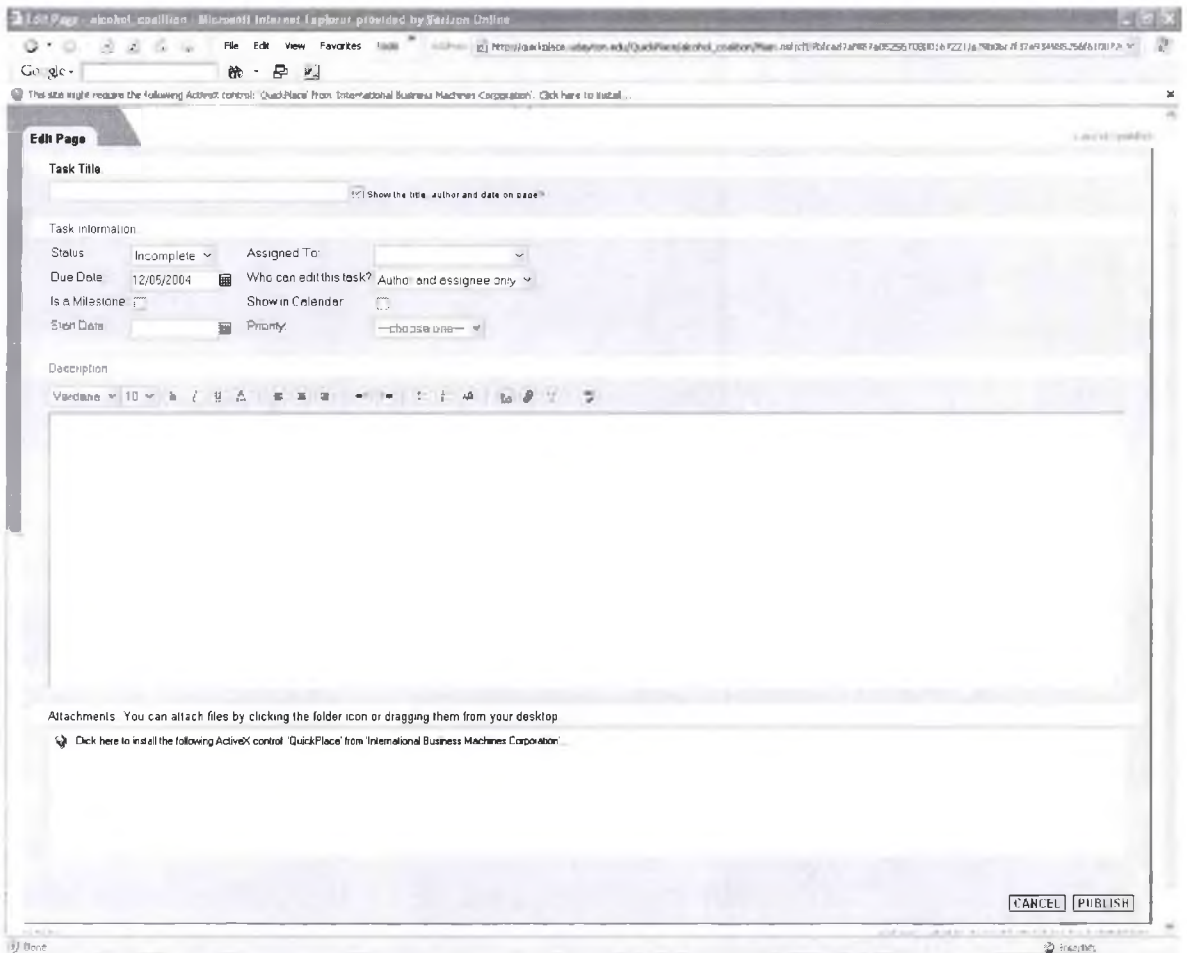 Edit Page - alcohol_coalition - Microsoft Internet Explorer provided by Verizon Online
File Edit View Favorites Tools
Google -
This site might require the following ActiveX control: 'QuickPlace' from 'International Business Machines Corporation'. Click here to install...
Edit Page
Task Title
Show the title, author and date on page?
Task information
Status Incomplete Assigned To:
Due Date: 12/05/2004 Who can edit this task? Author and assignee only
Is a Milestone: Show in Calendar
Start Date Priority: —choose one—
Description
Verdana 10 b i u A
Attachments You can attach files by clicking the folder icon or dragging them from your desktop
Click here to install the following ActiveX control: 'QuickPlace' from 'International Business Machines Corporation'...
CANCEL PUBLISH
Done Internet